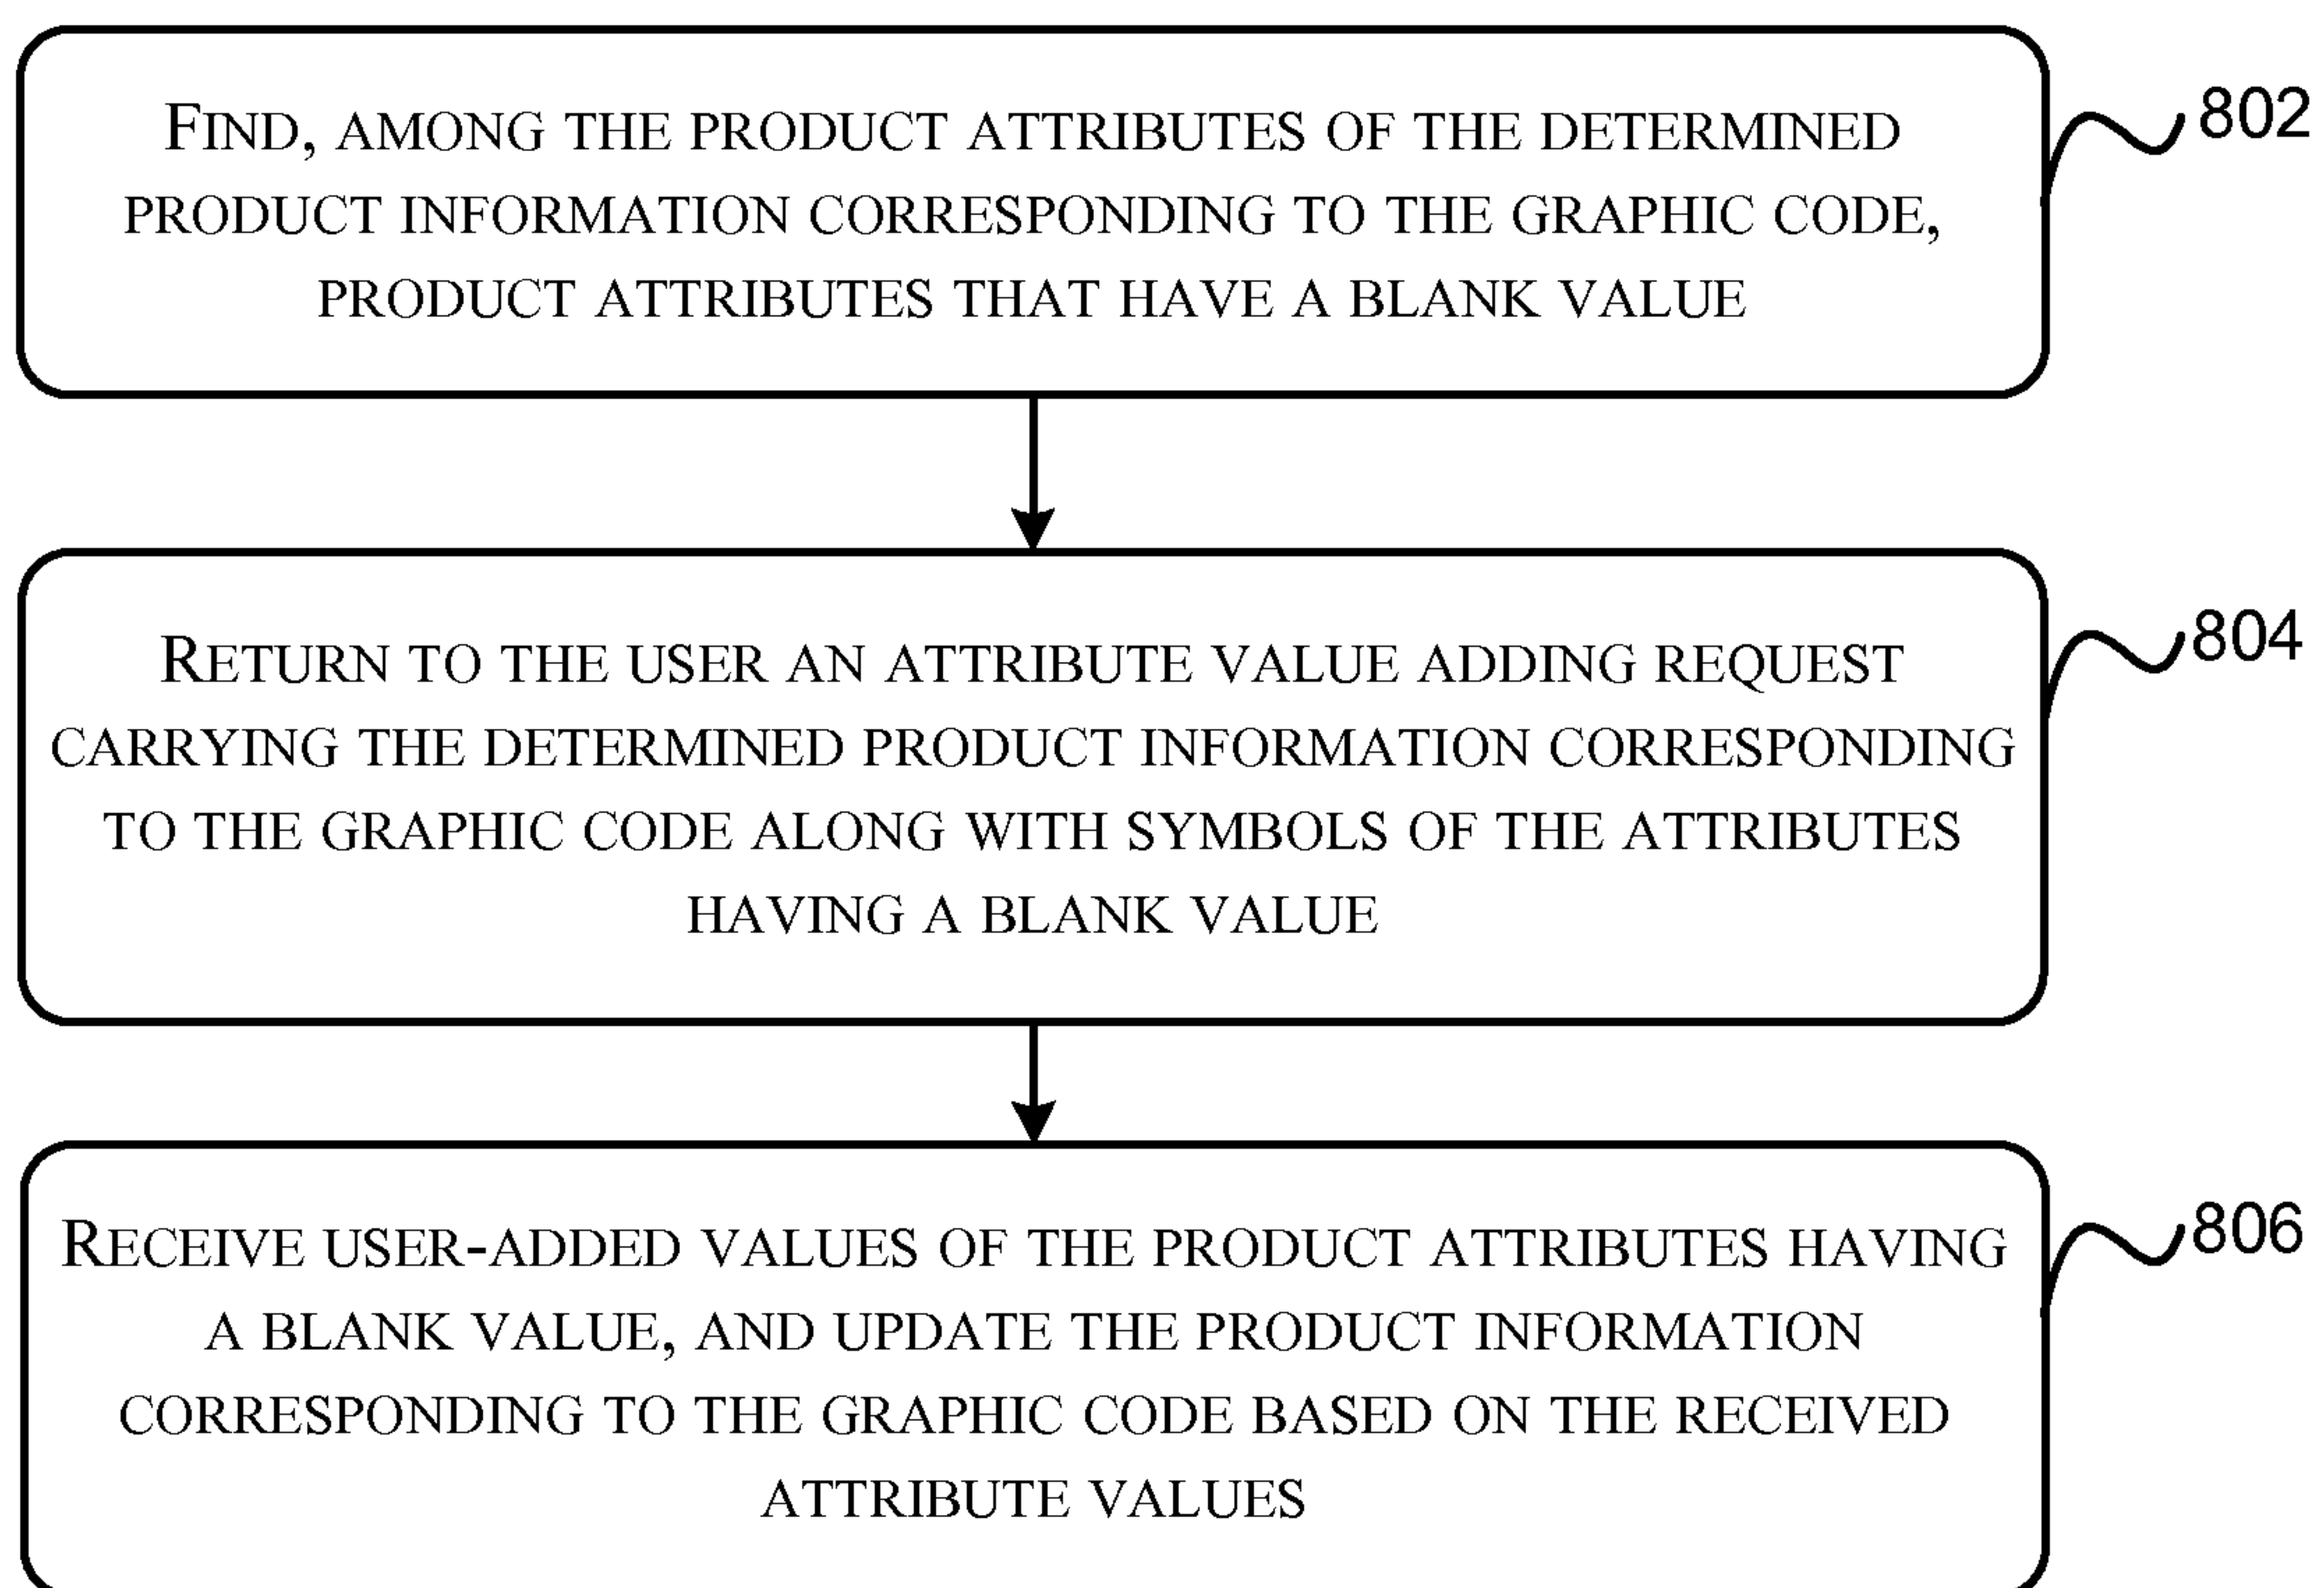 FIND, AMONG THE PRODUCT ATTRIBUTES OF THE DETERMINED
PRODUCT INFORMATION CORRESPONDING TO THE GRAPHIC CODE,
PRODUCT ATTRIBUTES THAT HAVE A BLANK VALUE
802
RETURN TO THE USER AN ATTRIBUTE VALUE ADDING REQUEST
CARRYING THE DETERMINED PRODUCT INFORMATION CORRESPONDING
TO THE GRAPHIC CODE ALONG WITH SYMBOLS OF THE ATTRIBUTES
HAVING A BLANK VALUE
804
RECEIVE USER-ADDED VALUES OF THE PRODUCT ATTRIBUTES HAVING
A BLANK VALUE, AND UPDATE THE PRODUCT INFORMATION
CORRESPONDING TO THE GRAPHIC CODE BASED ON THE RECEIVED
ATTRIBUTE VALUES
806